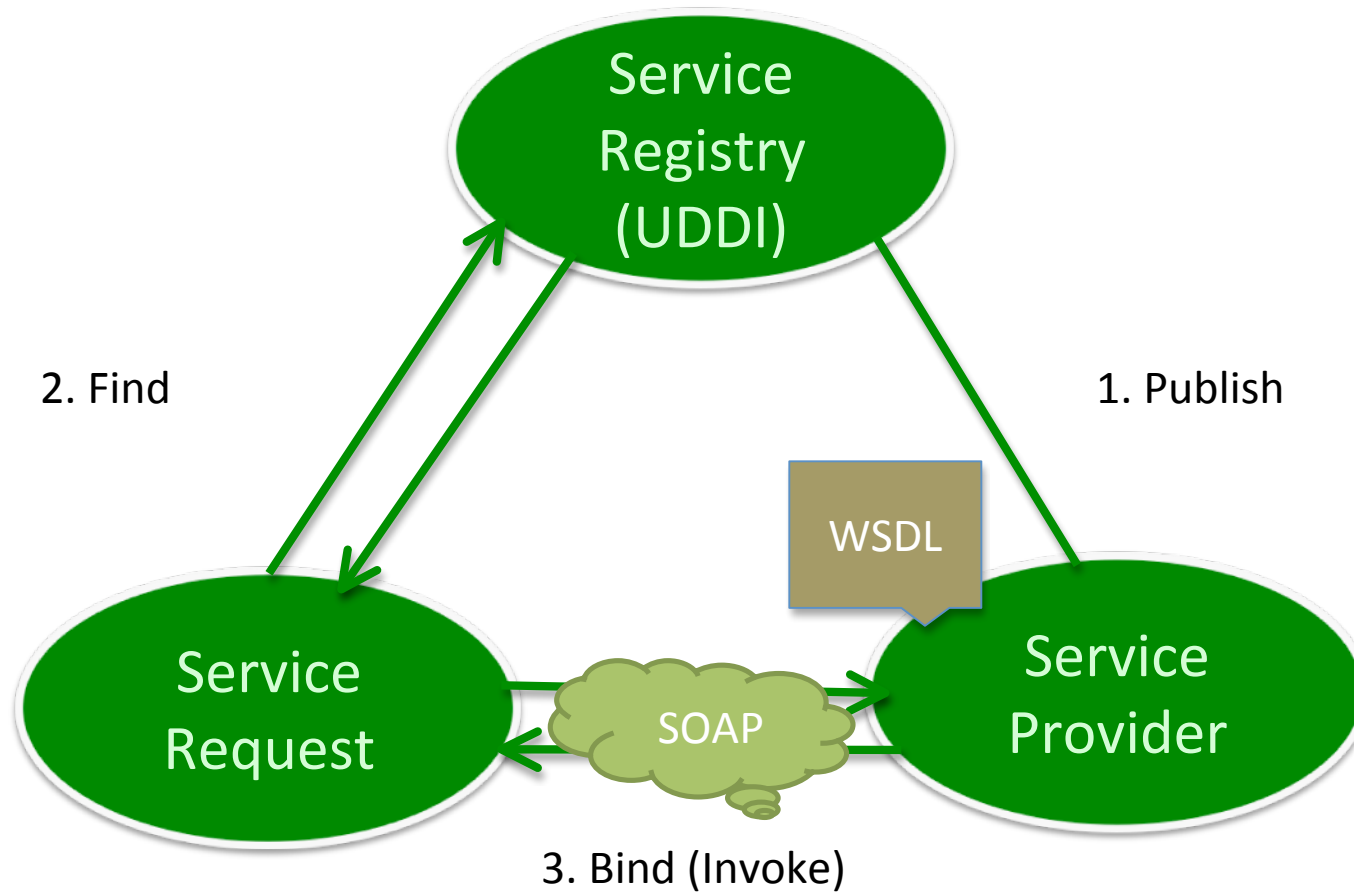 Service
Registry
(UDDI)
2. Find
1. Publish
WSDL
Service
Request
SOAP
Service
Provider
3. Bind (Invoke)